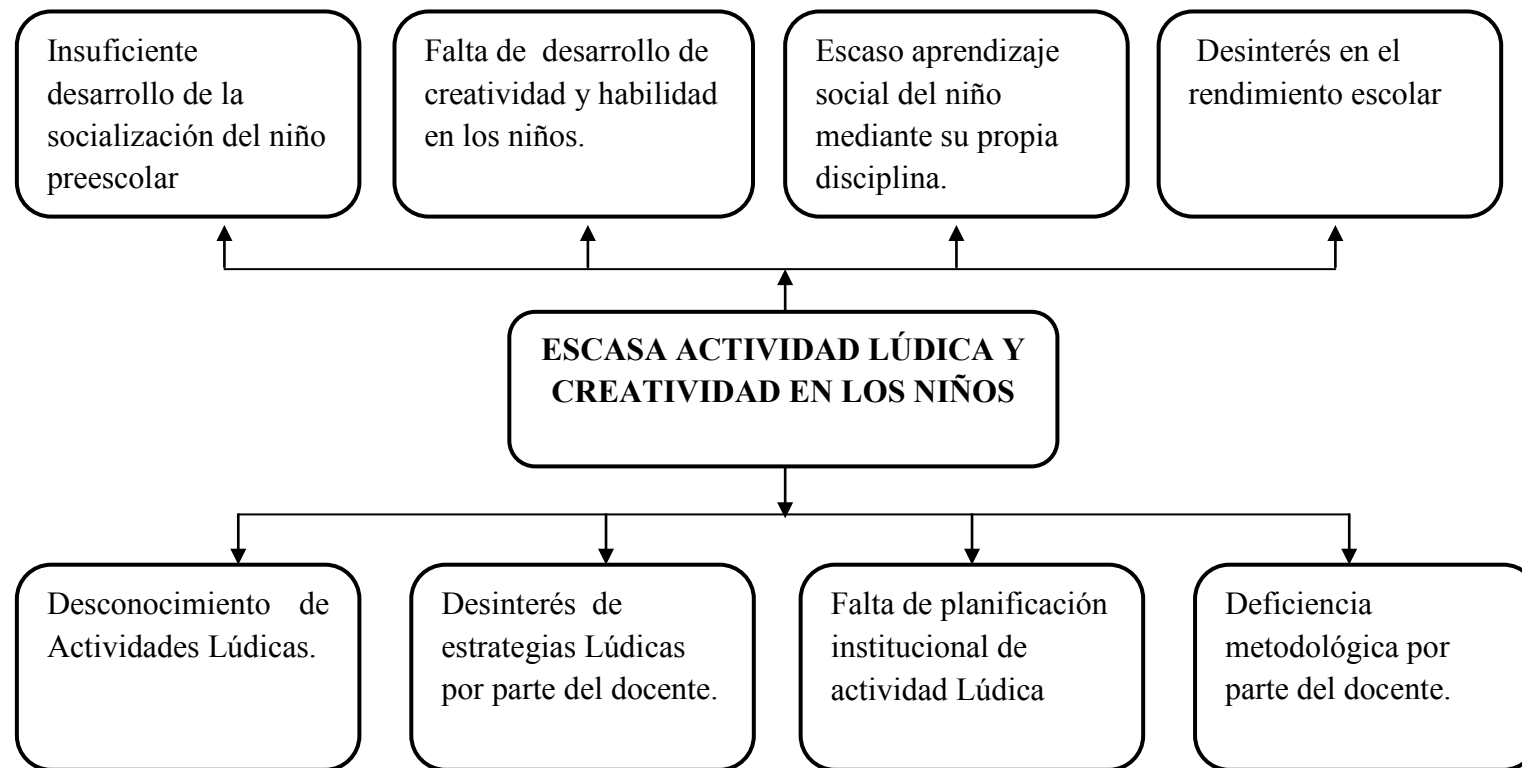 Insuficiente
desarrollo de la
socialización del niño
preescolar
Falta de desarrollo de
creatividad y habilidad
en los niños.
Escaso aprendizaje
social del niño
mediante su propia
disciplina.
Desinterés en el
rendimiento escolar
ESCASA ACTIVIDAD LÚDICA Y
CREATIVIDAD EN LOS NIÑOS
Desconocimiento de
Actividades Lúdicas.
Desinterés de
estrategias Lúdicas
por parte del docente.
Falta de planificación
institucional de
actividad Lúdica
Deficiencia
metodológica por
parte del docente.